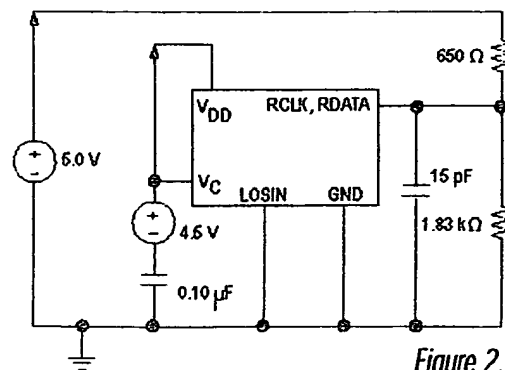 650 Ω
VDD
RCLK, RDATA
5.0 V
VC
15 pF
LOSIN
GND
4.5 V
1.83 kΩ
0.10 µF
Figure 2.